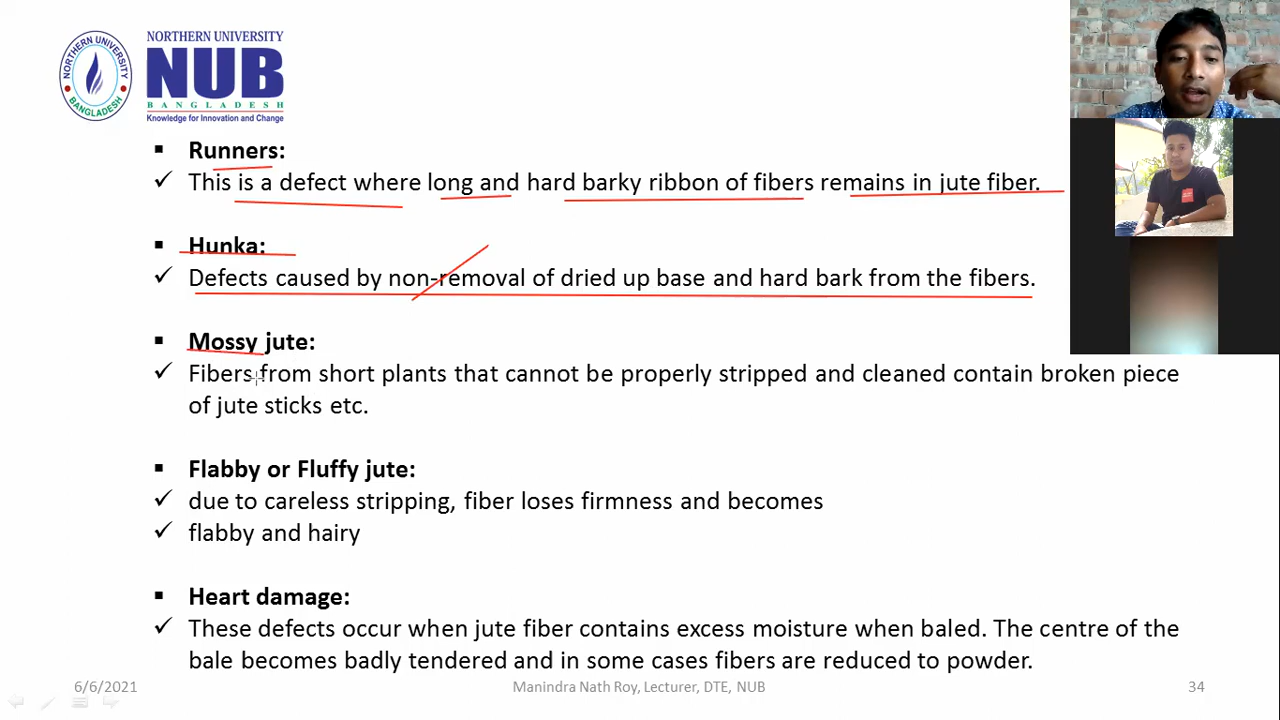 NORTHERN UNIVERSITY
NUB
BANGLADESH
Knowledge for Innovation and Change
NORTHERN UNIVERSITY
BANGLADESH
▪ Runners:
✓ This is a defect where long and hard barky ribbon of fibers remains in jute fiber.
▪ Hunka:
✓ Defects caused by non-removal of dried up base and hard bark from the fibers.
▪ Mossy jute:
✓ Fibers from short plants that cannot be properly stripped and cleaned contain broken piece
of jute sticks etc.
▪ Flabby or Fluffy jute:
✓ due to careless stripping, fiber loses firmness and becomes
✓ flabby and hairy
▪ Heart damage:
✓ These defects occur when jute fiber contains excess moisture when baled. The centre of the
bale becomes badly tendered and in some cases fibers are reduced to powder.
6/6/2021
Manindra Nath Roy, Lecturer, DTE, NUB
34